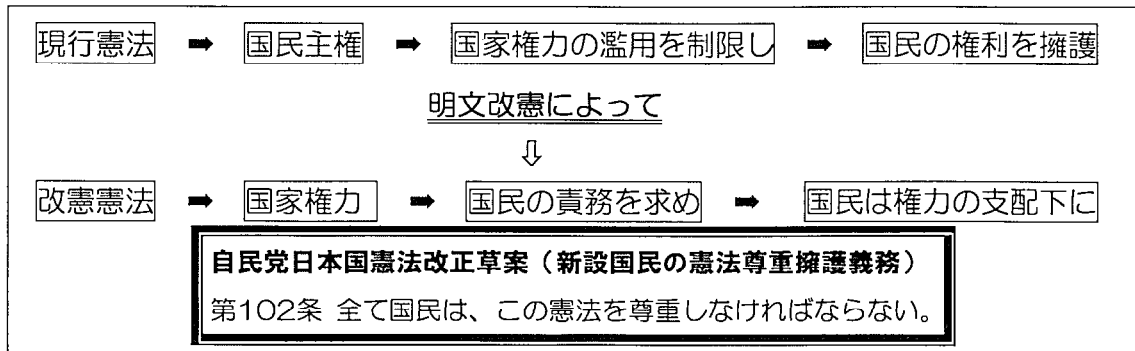 現行憲法 ➡ 国民主権 ➡ 国家権力の濫用を制限し ➡ 国民の権利を擁護
明文改憲によって
⇩
改憲憲法 ➡ 国家権力 ➡ 国民の責務を求め ➡ 国民は権力の支配下に
自民党日本国憲法改正草案（新設国民の憲法尊重擁護義務）
第102条 全て国民は、この憲法を尊重しなければならない。